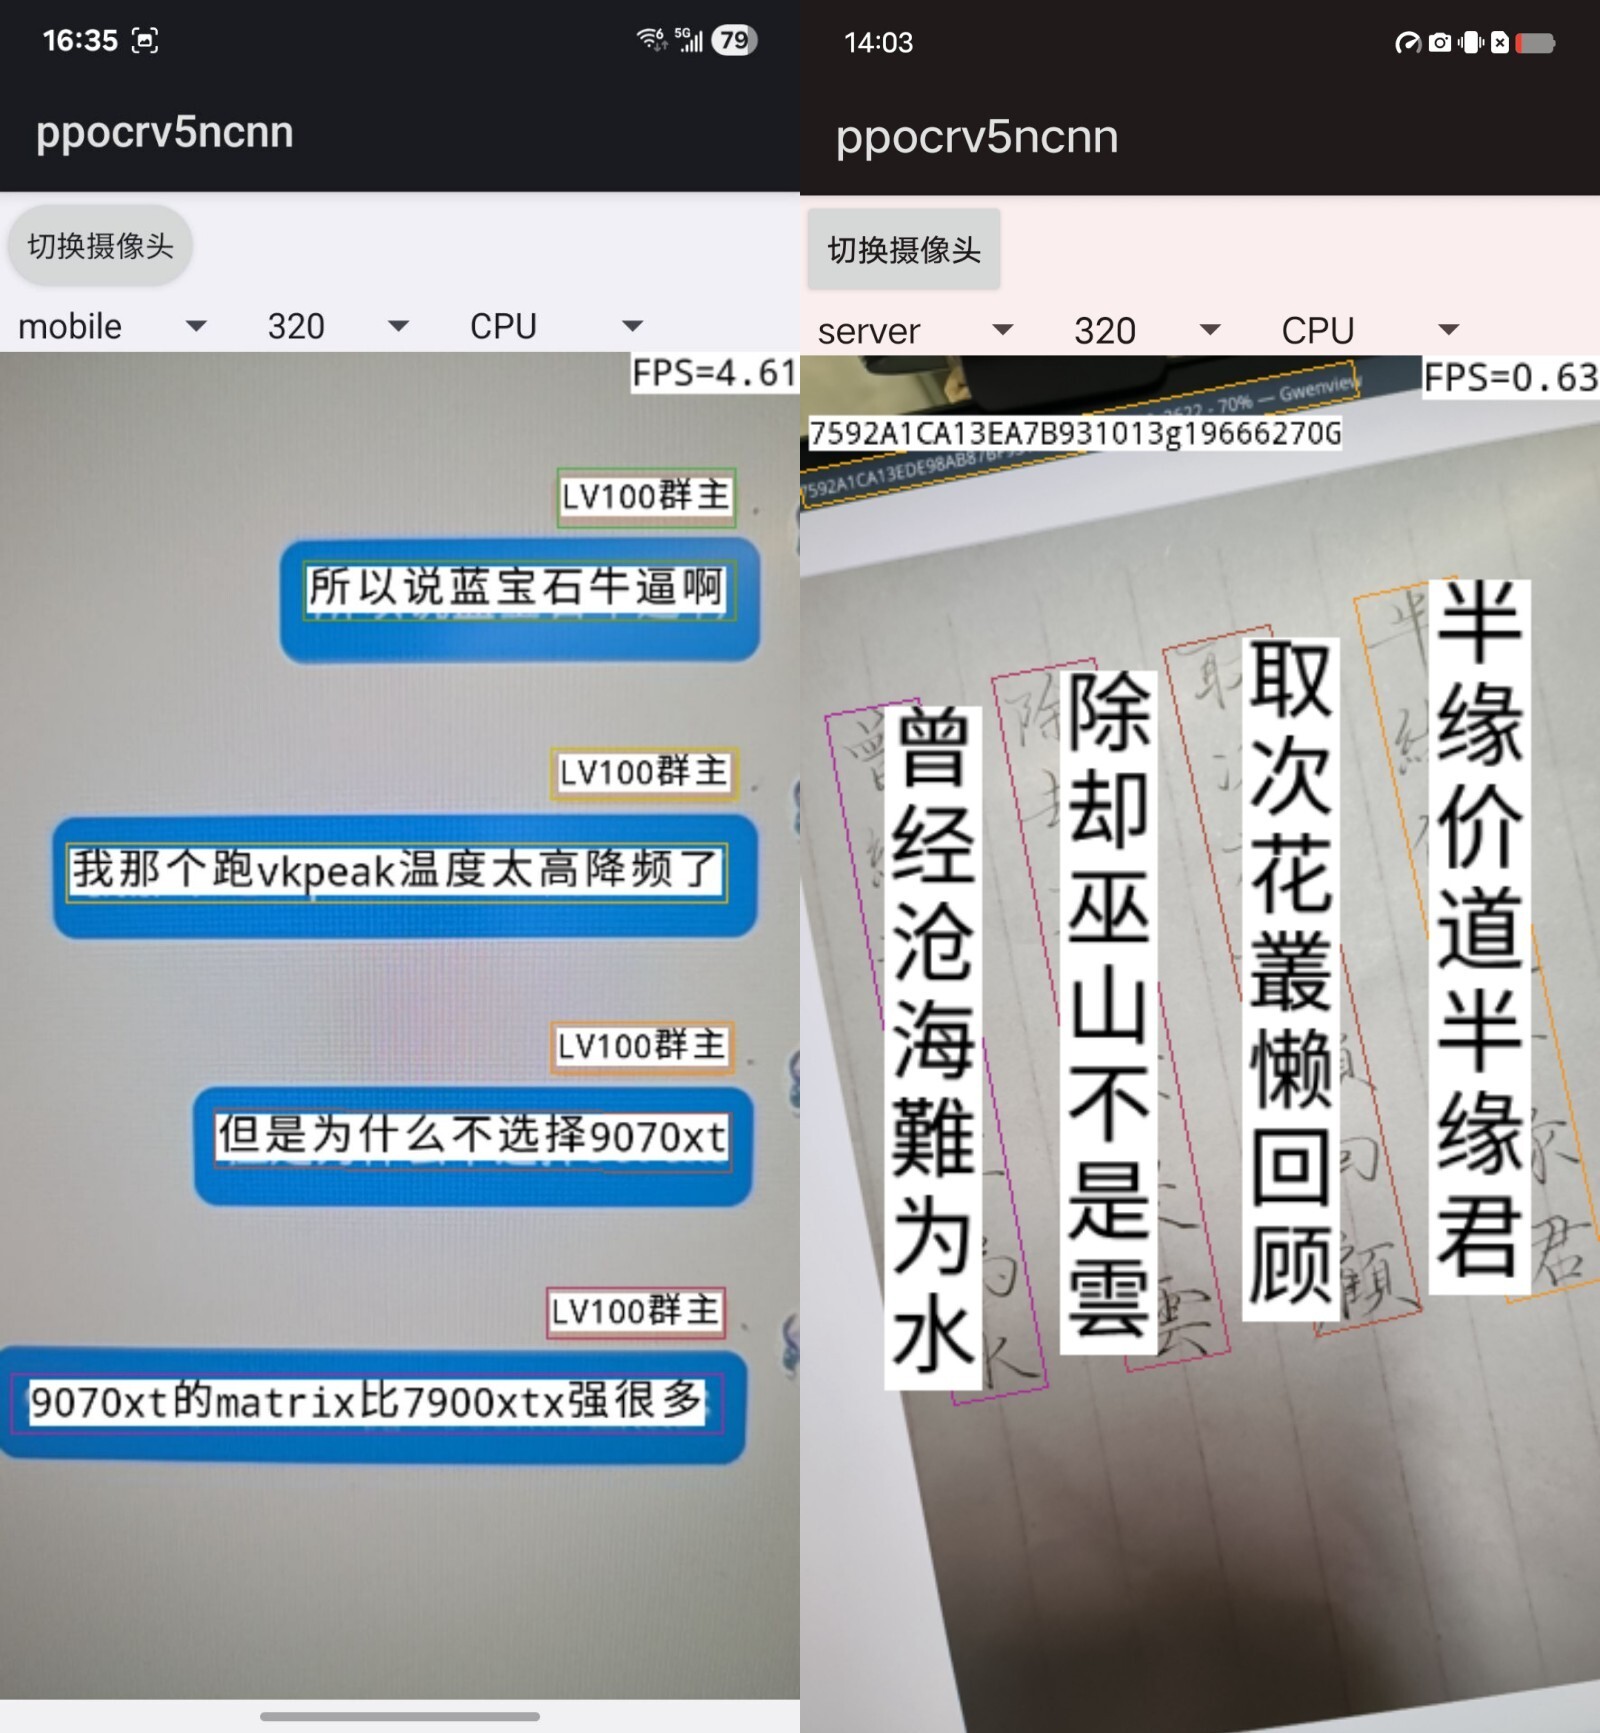 16:35
5G
79
ppocrv5ncnn
切换摄像头
mobile
320
CPU
FPS=4.61
LV100群主
所以说蓝宝石牛逼啊
LV100群主
我那个跑vkpeak温度太高降频了
LV100群主
但是为什么不选择9070xt
LV100群主
9070xt的matrix比7900xtx强很多
14:03
ppocrv5ncnn
切换摄像头
server
320
CPU
FPS=0.63
2622 - 70% — Gwenview
7592A1CA13EA7B931013g19666270G
曾经沧海難为水
除却巫山不是雲
取次花叢懒回顾
半缘价道半缘君